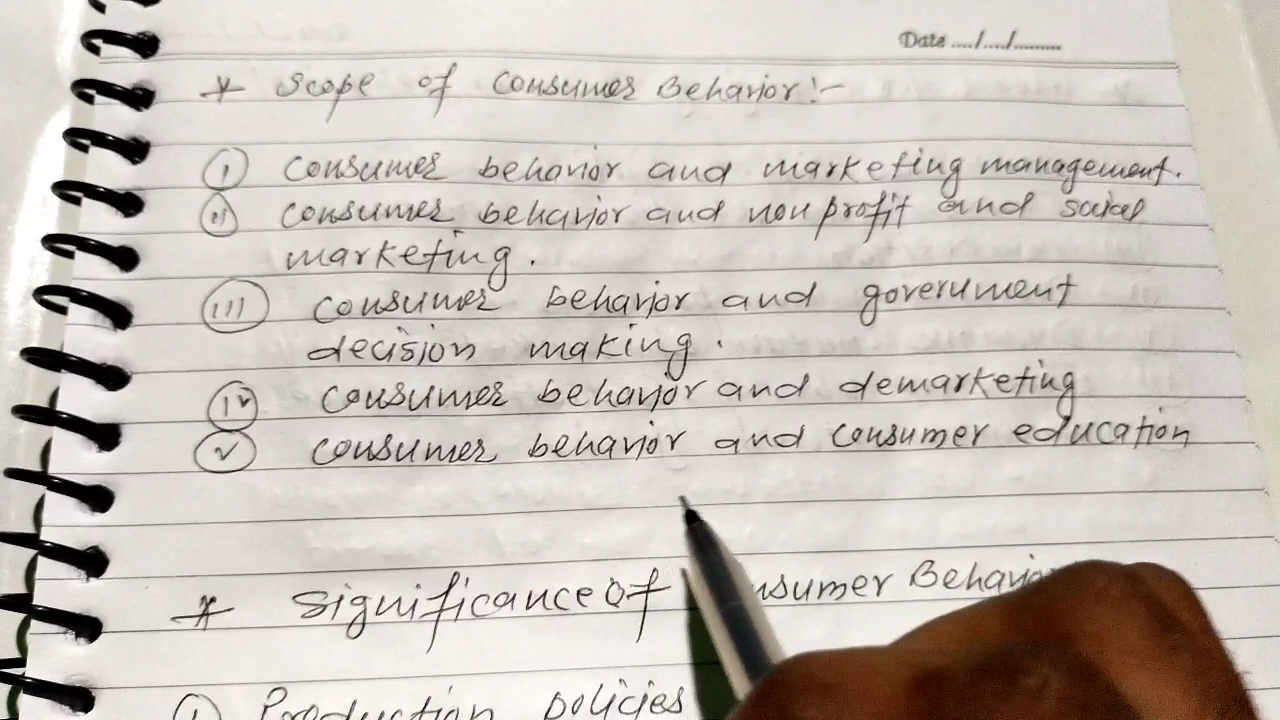 Date ..../..../.........
* Scope of Consumer Behavior :-
(i) Consumer behavior and marketing management.
(ii) Consumer behavior and non profit and social
marketing.
(iii) Consumer behavior and government
decision making.
(iv) Consumer behavior and demarketing
(v) Consumer behavior and consumer education
* Significance of nsumer Behavio
(i) Production policies